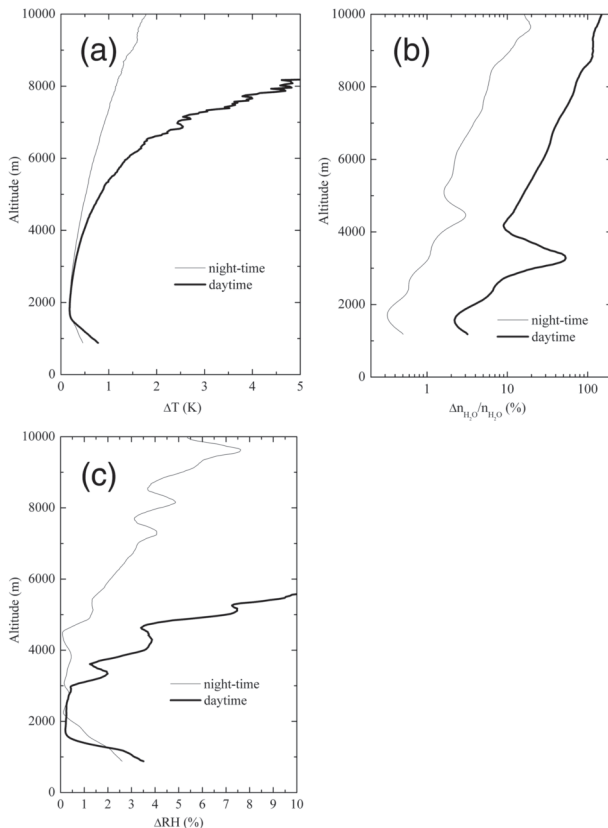 (a)
10000
8000
6000
4000
2000
0
Altitude (m)
night-time
daytime
0 1 2 3 4 5
ΔT (K)
(b)
10000
8000
6000
4000
2000
0
Altitude (m)
night-time
daytime
1 10 100
Δn_H₂O/n_H₂O (%)
(c)
10000
8000
6000
4000
2000
0
Altitude (m)
night-time
daytime
0 1 2 3 4 5 6 7 8 9 10
ΔRH (%)